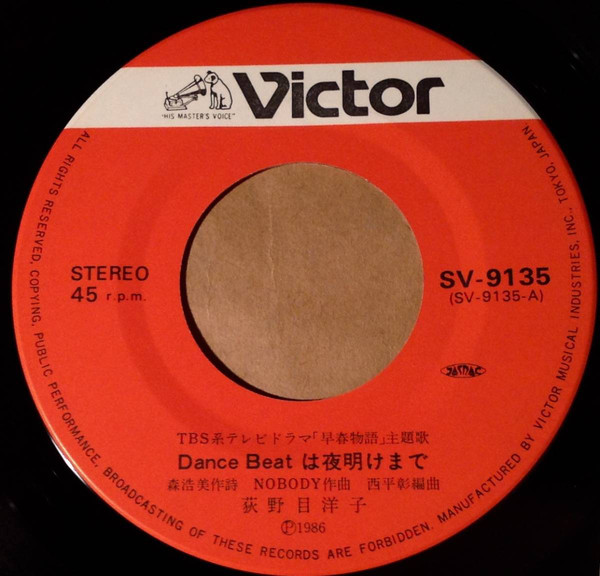 Victor
"HIS MASTER'S VOICE"
STEREO
45 r.p.m.
SV-9135
(SV-9135-A)
JASRAC
TBS系テレビドラマ「早春物語」主題歌
Dance Beat は夜明けまで
森浩美作詩 NOBODY作曲 西平彰編曲
荻野目洋子
Ⓟ1986
ALL RIGHTS RESERVED, COPYING, PUBLIC PERFORMANCE, BROADCASTING OF THESE RECORDS ARE FORBIDDEN. MANUFACTURED BY VICTOR MUSICAL INDUSTRIES, INC., TOKYO, JAPAN